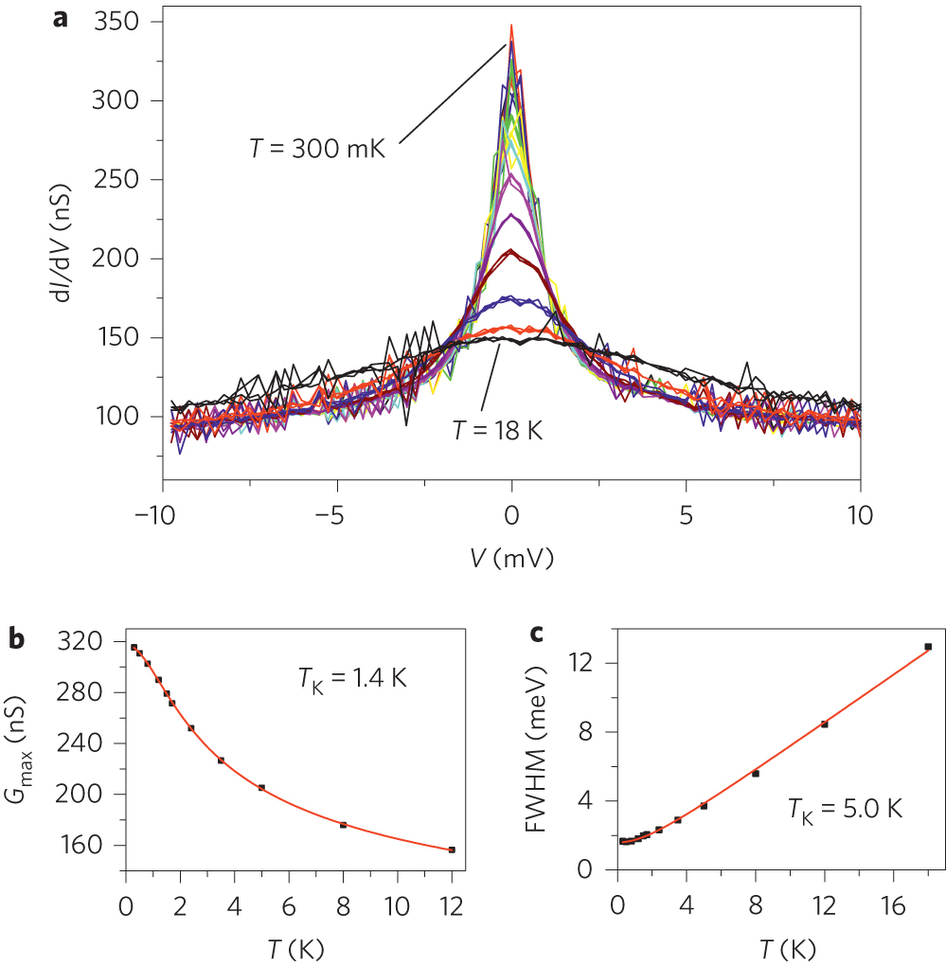 a
350
300
250
200
150
100
dI/dV (nS)
T = 300 mK
T = 18 K
−10
−5
0
5
10
V (mV)
b
320
280
240
200
160
G_max (nS)
T_K = 1.4 K
0
2
4
6
8
10
12
T (K)
c
12
8
4
0
FWHM (meV)
T_K = 5.0 K
0
4
8
12
16
T (K)